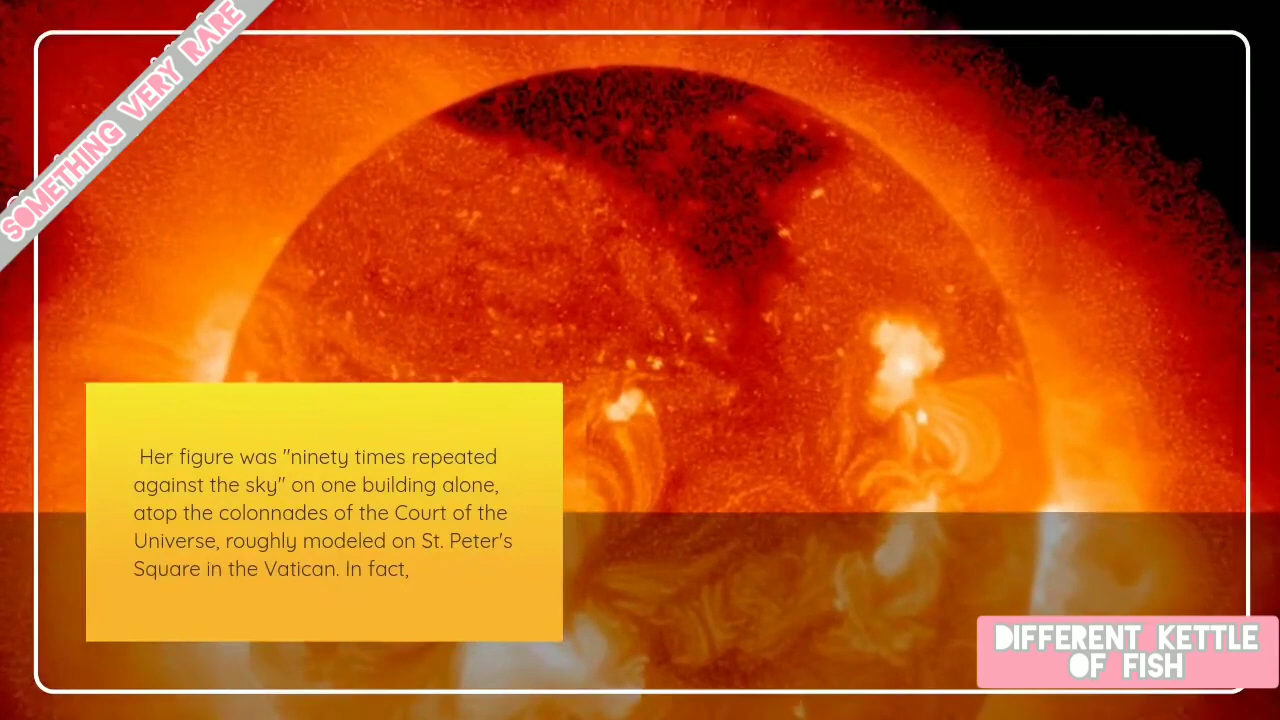 SOMETHING VERY RARE
Her figure was "ninety times repeated
against the sky" on one building alone,
atop the colonnades of the Court of the
Universe, roughly modeled on St. Peter's
Square in the Vatican. In fact,
DIFFERENT KETTLE
OF FISH